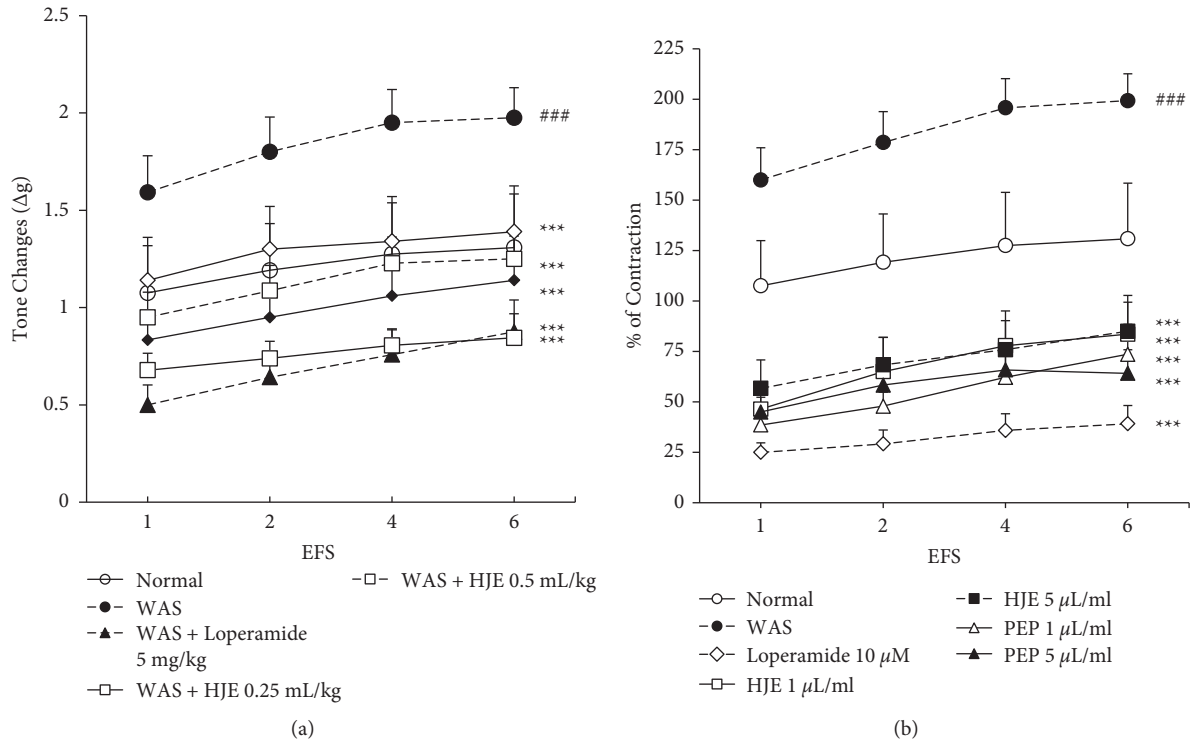 2.5
2
1.5
1
0.5
0
Tone Changes (Δg)
###
***
***
***
***
***
1 2 4 6
EFS
Normal
WAS
WAS + Loperamide
5 mg/kg
WAS + HJE 0.25 mL/kg
WAS + HJE 0.5 mL/kg
(a)
225
200
175
150
125
100
75
50
25
0
% of Contraction
###
***
***
***
***
***
1 2 4 6
EFS
Normal
WAS
Loperamide 10 µM
HJE 1 µL/ml
HJE 5 µL/ml
PEP 1 µL/ml
PEP 5 µL/ml
(b)